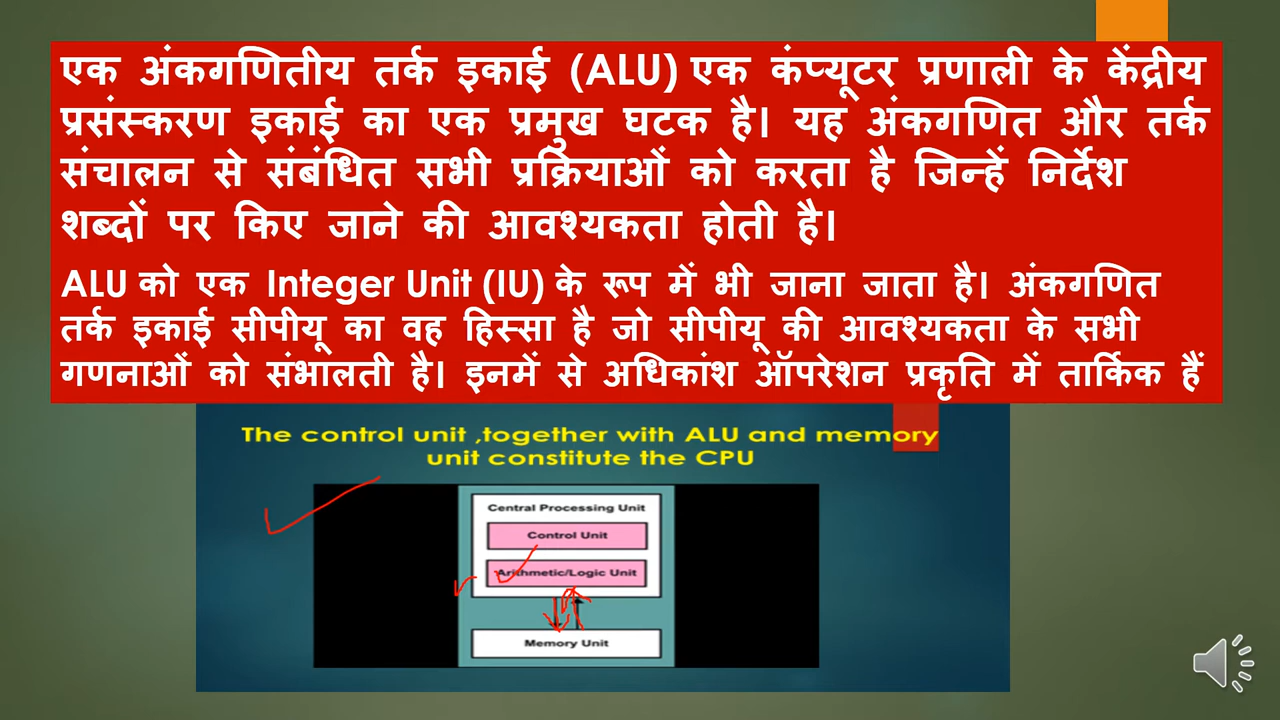 एक अंकगणितीय तर्क इकाई (ALU) एक कंप्यूटर प्रणाली के केंद्रीय
प्रसंस्करण इकाई का एक प्रमुख घटक है। यह अंकगणित और तर्क
संचालन से संबंधित सभी प्रक्रियाओं को करता है जिन्हें निर्देश
शब्दों पर किए जाने की आवश्यकता होती है।
ALU को एक Integer Unit (IU) के रूप में भी जाना जाता है। अंकगणित
तर्क इकाई सीपीयू का वह हिस्सा है जो सीपीयू की आवश्यकता के सभी
गणनाओं को संभालती है। इनमें से अधिकांश ऑपरेशन प्रकृति में तार्किक हैं
The control unit ,together with ALU and memory
unit constitute the CPU
Central Processing Unit
Control Unit
Arithmetic/Logic Unit
Memory Unit